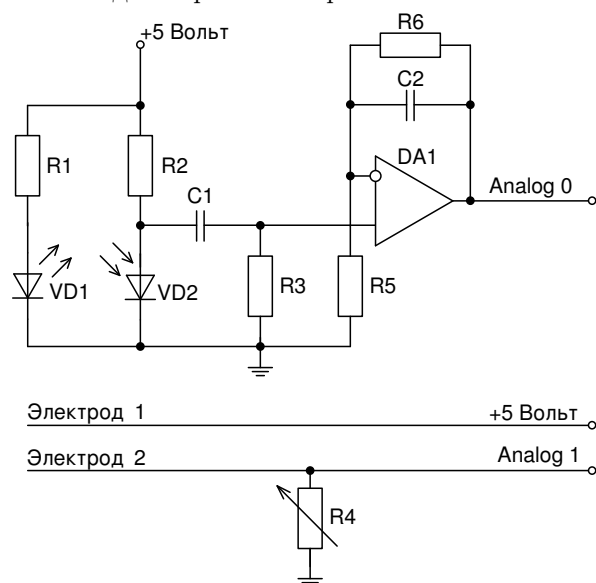 +5 Вольт
R6
C2
R1
R2
DA1
C1
Analog 0
VD1
VD2
R3
R5
Электрод 1
+5 Вольт
Электрод 2
Analog 1
R4